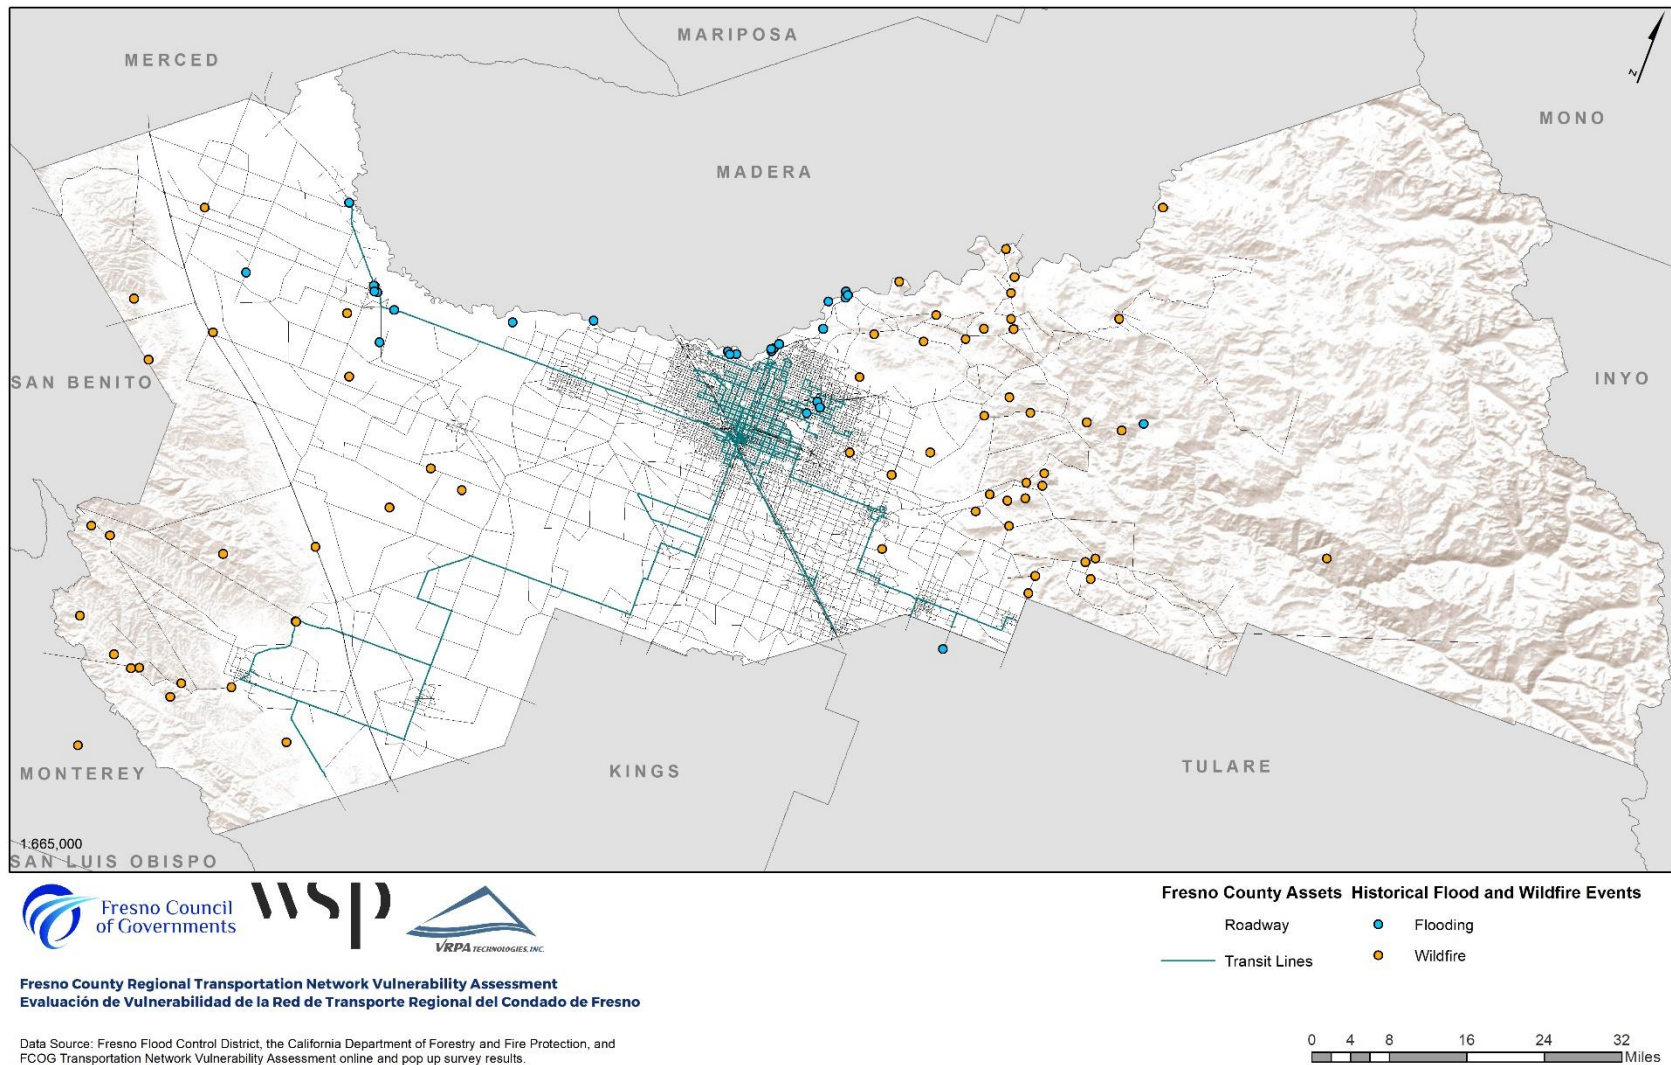 MARIPOSA
MERCED
Z
MONO
MADERA
SAN BENITO
INYO
MONTEREY
KINGS
TULARE
1:665,000
SAN LUIS OBISPO
Fresno Council
of Governments
wsp
VRPA TECHNOLOGIES, INC.
Fresno County Assets Historical Flood and Wildfire Events
Roadway Flooding
Transit Lines Wildfire
Fresno County Regional Transportation Network Vulnerability Assessment
Evaluación de Vulnerabilidad de la Red de Transporte Regional del Condado de Fresno
Data Source: Fresno Flood Control District, the California Department of Forestry and Fire Protection, and
FCOG Transportation Network Vulnerability Assessment online and pop up survey results.
0 4 8 16 24 32
Miles